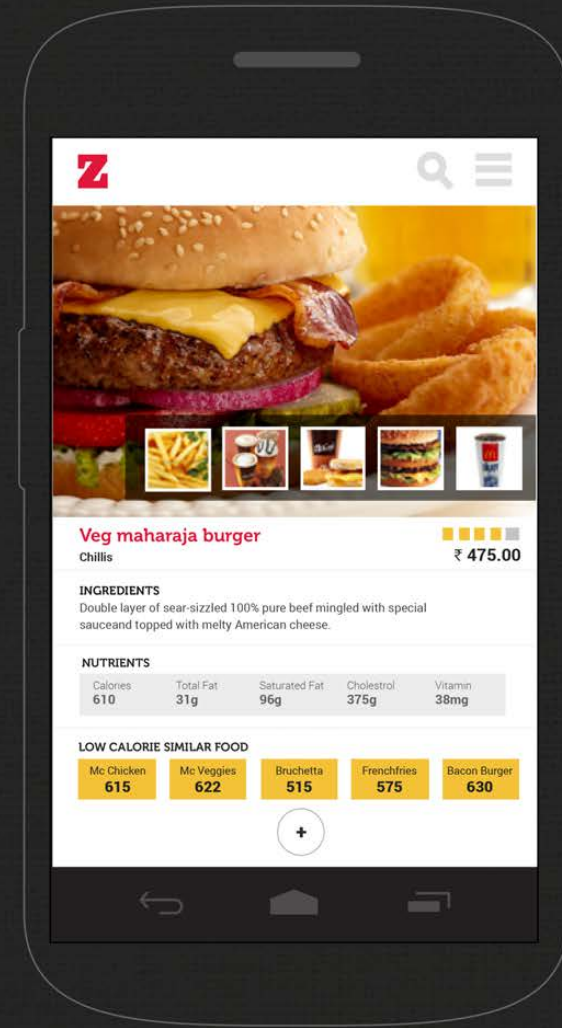 Z
Veg maharaja burger
Chillis
₹ 475.00
INGREDIENTS
Double layer of sear-sizzled 100% pure beef mingled with special
sauceand topped with melty American cheese.
NUTRIENTS
Calories Total Fat Saturated Fat Cholestrol Vitamin
610 31g 96g 375g 38mg
LOW CALORIE SIMILAR FOOD
Mc Chicken Mc Veggies Bruchetta Frenchfries Bacon Burger
615 622 515 575 630
+